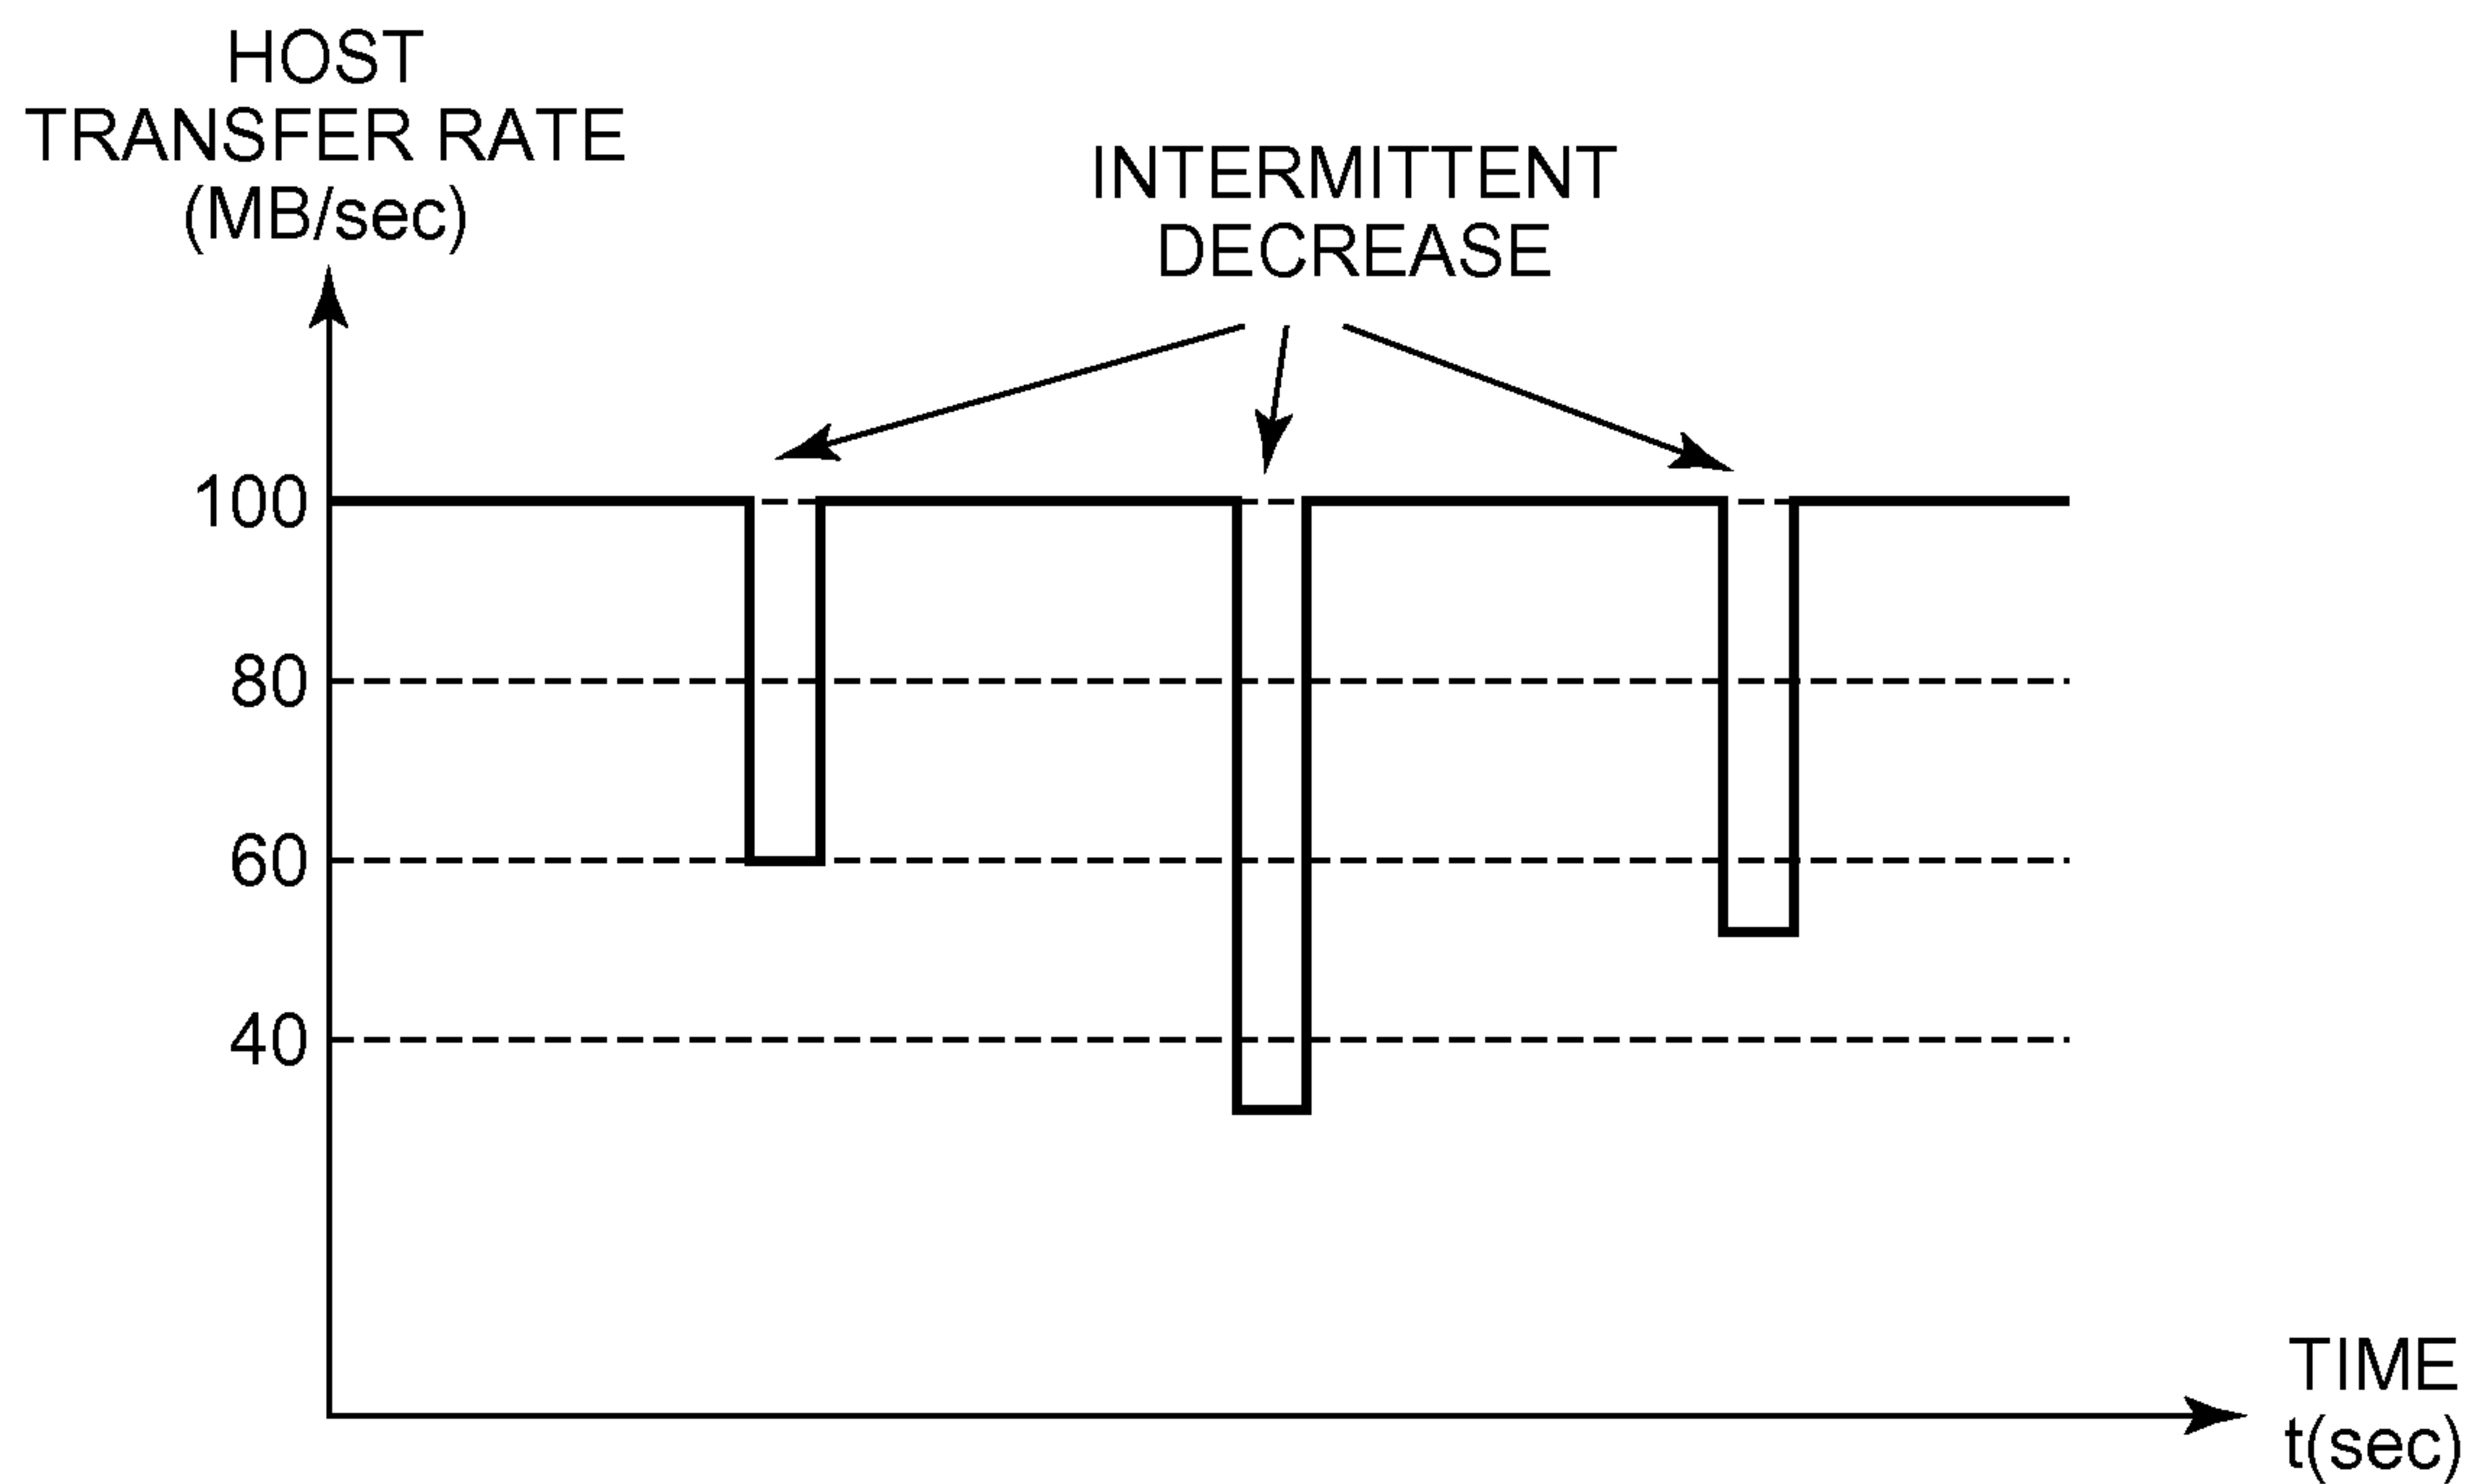 HOST
TRANSFER RATE
(MB/sec)
INTERMITTENT
DECREASE
100
80
60
40
TIME
t(sec)